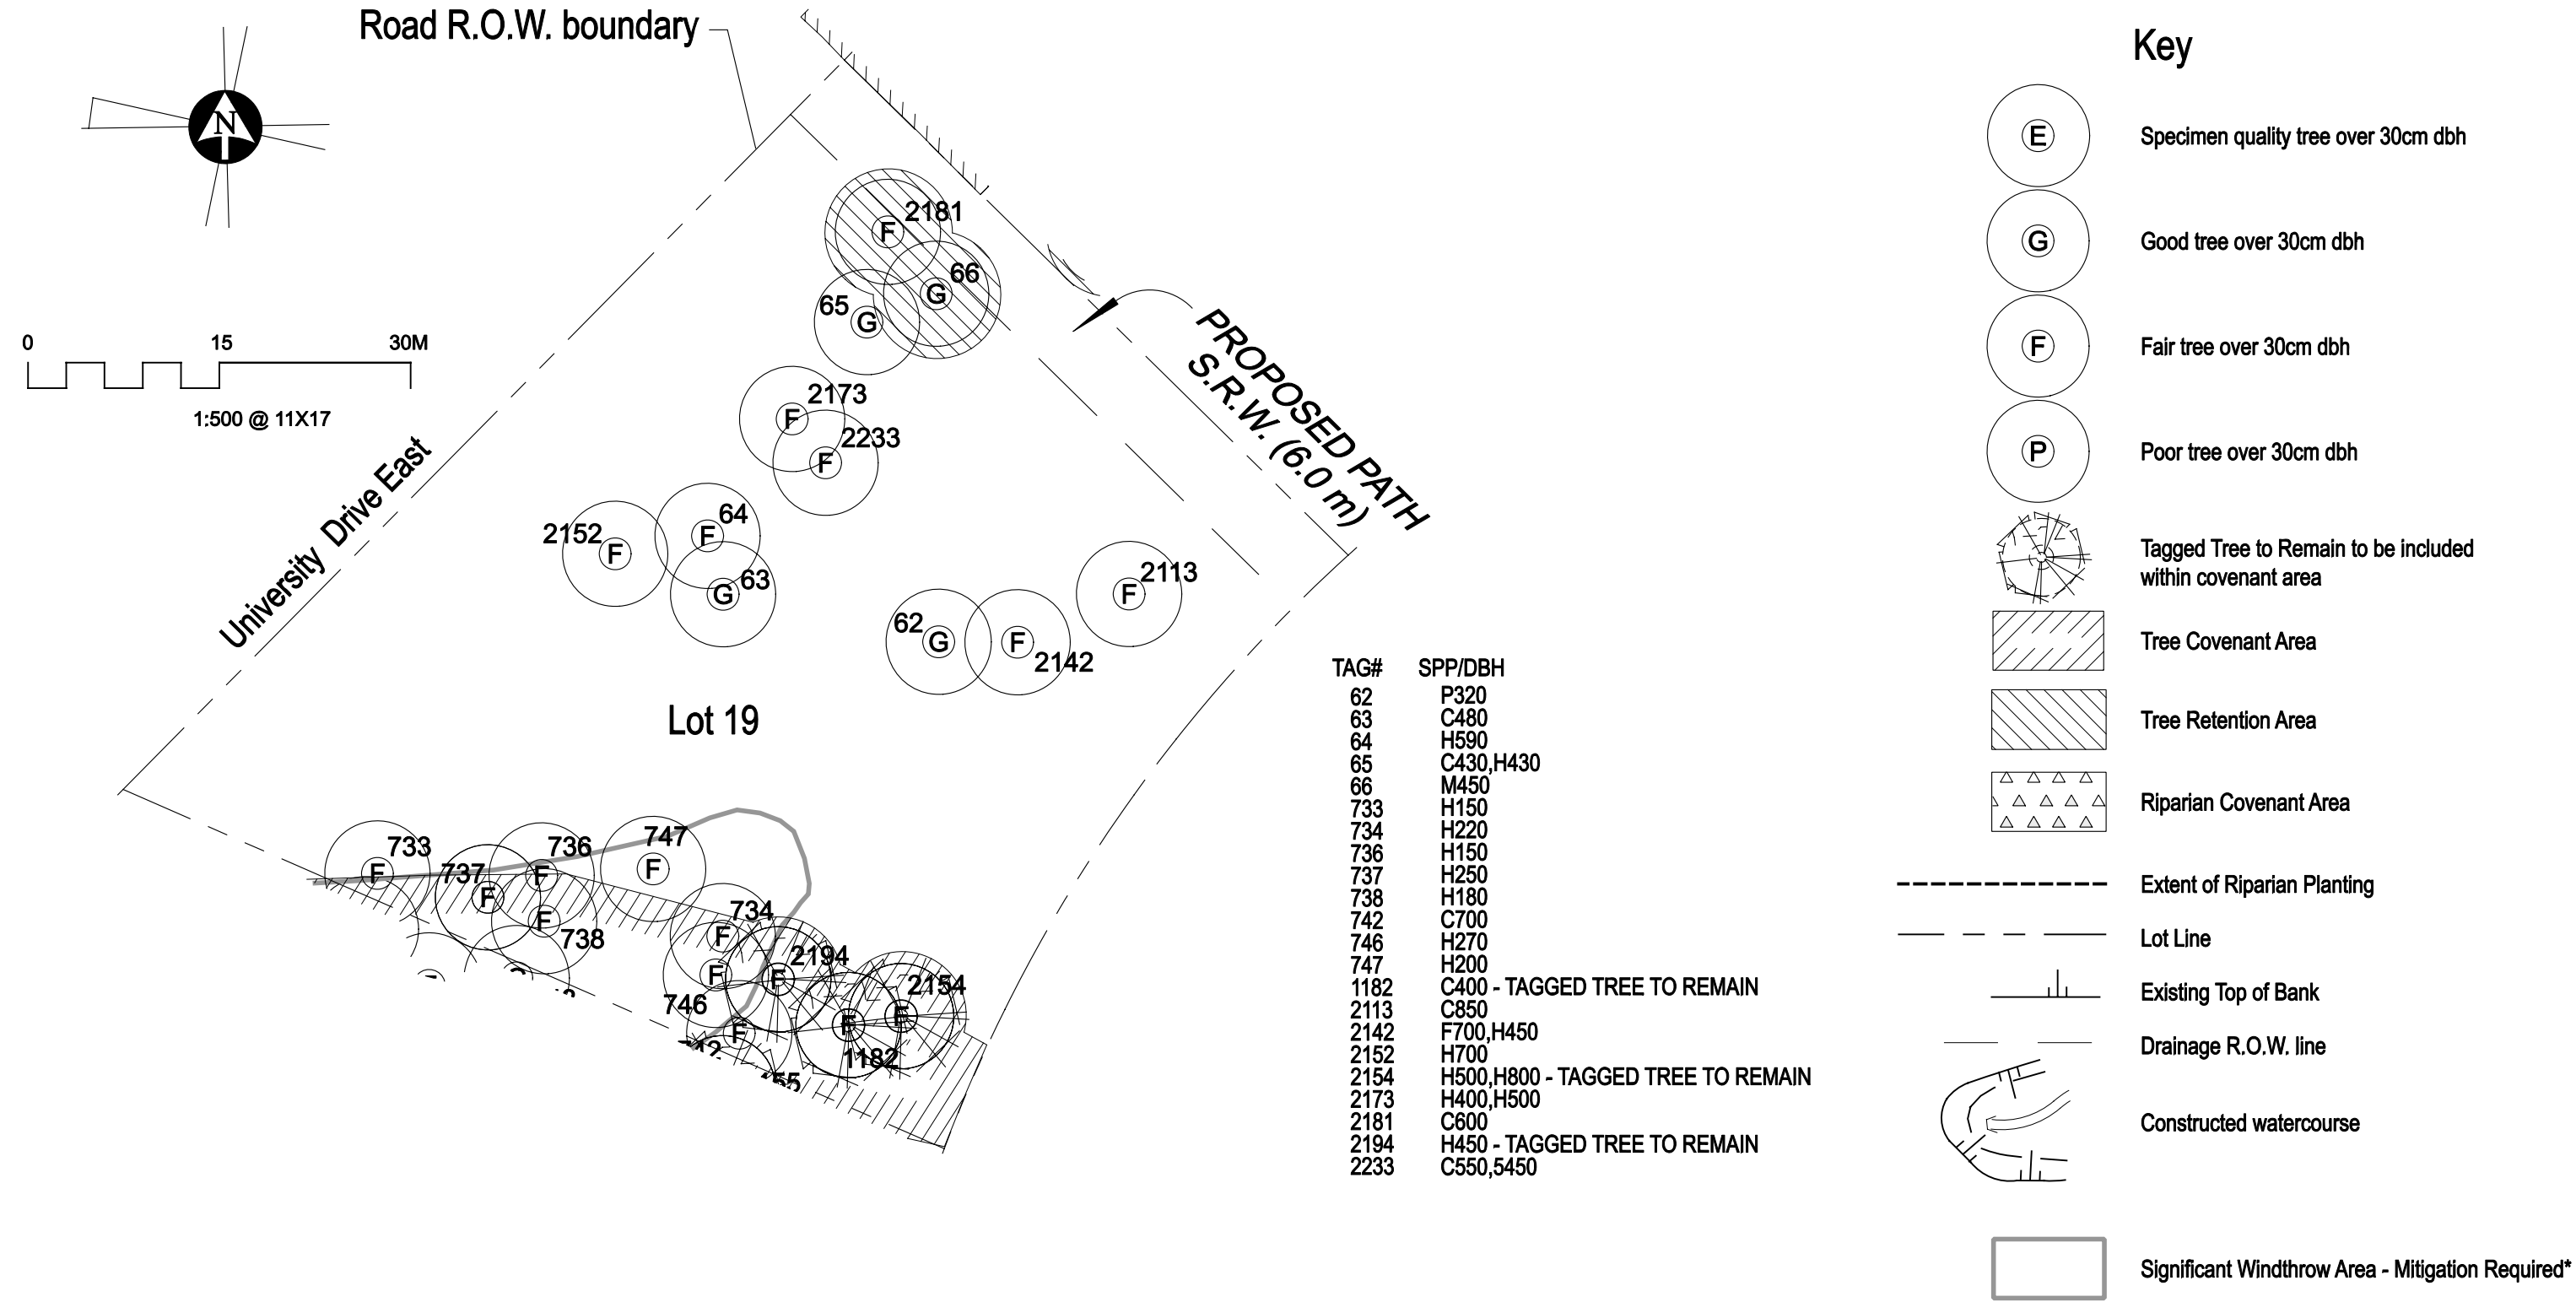 Road R.O.W. boundary
N
0 15 30M
1:500 @ 11X17
University Drive East
PROPOSED PATH
S.R.W. (6.0 m)
2181
F
66
G
65
G
2173
F
2233
F
64
F
2152
F
63
G
2113
F
62
G
F
2142
Lot 19
733
F
736
F
737
F
F
738
747
F
734
F
2194
F
F
746
2154
F
F
1182
F
TAG# SPP/DBH
62 P320
63 C480
64 H590
65 C430,H430
66 M450
733 H150
734 H220
736 H150
737 H250
738 H180
742 C700
746 H270
747 H200
1182 C400 - TAGGED TREE TO REMAIN
2113 C850
2142 F700,H450
2152 H700
2154 H500,H800 - TAGGED TREE TO REMAIN
2173 H400,H500
2181 C600
2194 H450 - TAGGED TREE TO REMAIN
2233 C550,5450
Key
E Specimen quality tree over 30cm dbh
G Good tree over 30cm dbh
F Fair tree over 30cm dbh
P Poor tree over 30cm dbh
Tagged Tree to Remain to be included
within covenant area
Tree Covenant Area
Tree Retention Area
Riparian Covenant Area
Extent of Riparian Planting
Lot Line
Existing Top of Bank
Drainage R.O.W. line
Constructed watercourse
Significant Windthrow Area - Mitigation Required*